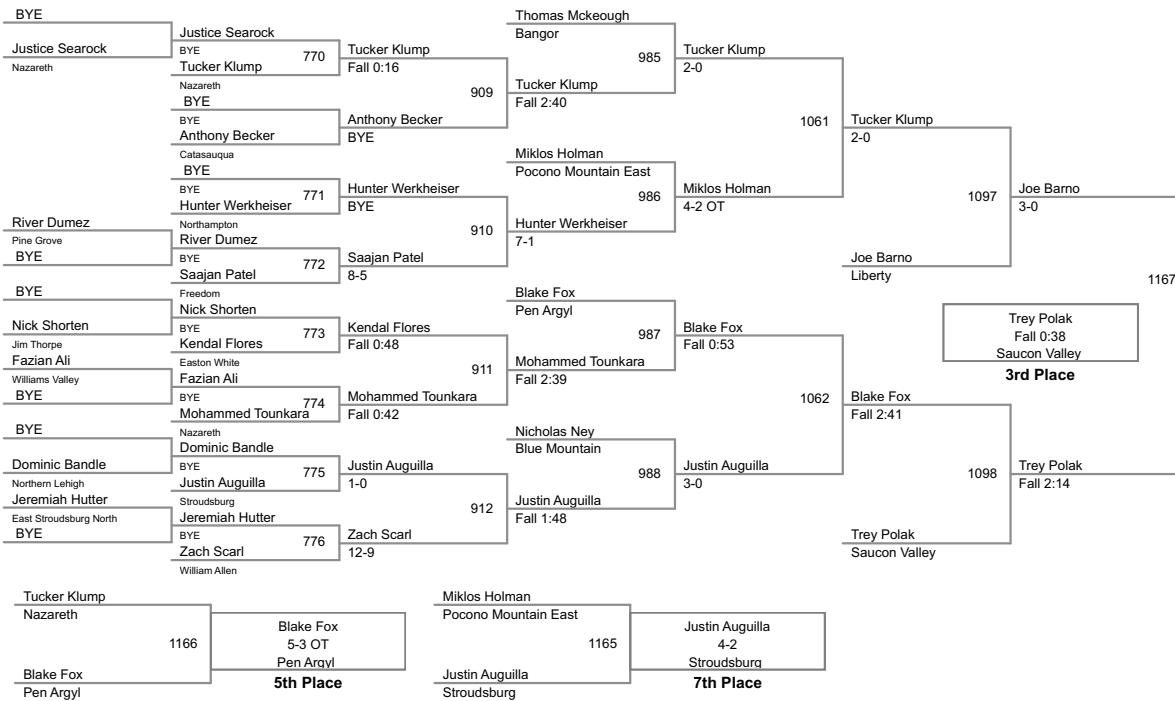 BYE
Justice Searock
Nazareth
River Dumez
Pine Grove
BYE
BYE
Nick Shorten
Jim Thorpe
Fazian Ali
Williams Valley
BYE
BYE
Dominic Bandle
Northern Lehigh
Jeremiah Hutter
East Stroudsburg North
BYE
Justice Searock
BYE
770
Tucker Klump
Nazareth
BYE
BYE
Anthony Becker
Catasauqua
BYE
BYE
771
Hunter Werkheiser
Northampton
River Dumez
BYE
772
Saajan Patel
Freedom
Nick Shorten
BYE
773
Kendal Flores
Easton White
Fazian Ali
BYE
774
Mohammed Tounkara
Nazareth
Dominic Bandle
BYE
775
Justin Auguilla
Stroudsburg
Jeremiah Hutter
BYE
776
Zach Scarl
William Allen
Tucker Klump
Fall 0:16
909
Anthony Becker
BYE
Hunter Werkheiser
BYE
910
Saajan Patel
8-5
Kendal Flores
Fall 0:48
911
Mohammed Tounkara
Fall 0:42
Justin Auguilla
1-0
912
Zach Scarl
12-9
Thomas Mckeough
Bangor
985
Tucker Klump
Fall 2:40
Miklos Holman
Pocono Mountain East
986
Hunter Werkheiser
7-1
Blake Fox
Pen Argyl
987
Mohammed Tounkara
Fall 2:39
Nicholas Ney
Blue Mountain
988
Justin Auguilla
Fall 1:48
Tucker Klump
2-0
1061
Miklos Holman
4-2 OT
Blake Fox
Fall 0:53
1062
Justin Auguilla
3-0
Tucker Klump
2-0
1097
Joe Barno
Liberty
Blake Fox
Fall 2:41
1098
Trey Polak
Saucon Valley
Joe Barno
3-0
1167
Trey Polak
Fall 2:14
Trey Polak
Fall 0:38
Saucon Valley
3rd Place
Tucker Klump
Nazareth
1166
Blake Fox
Pen Argyl
Blake Fox
5-3 OT
Pen Argyl
5th Place
Miklos Holman
Pocono Mountain East
1165
Justin Auguilla
Stroudsburg
Justin Auguilla
4-2
Stroudsburg
7th Place